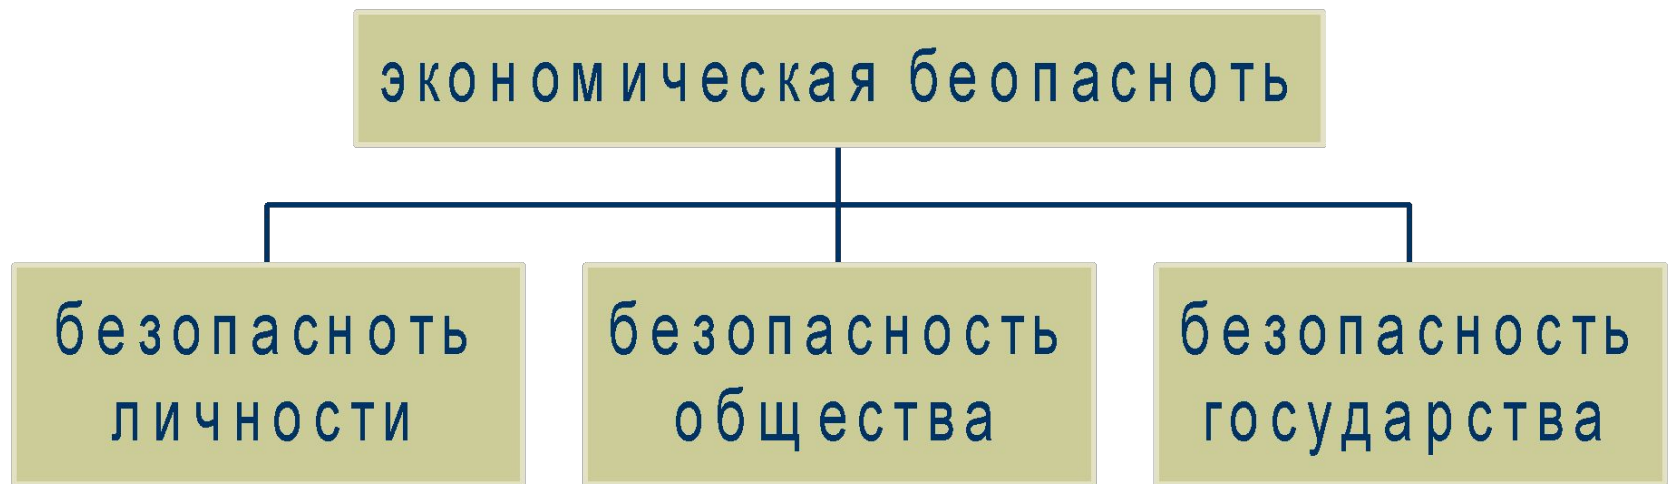 экономическая беопасноть
безопасноть
личности
безопасность
общества
безопасность
государства